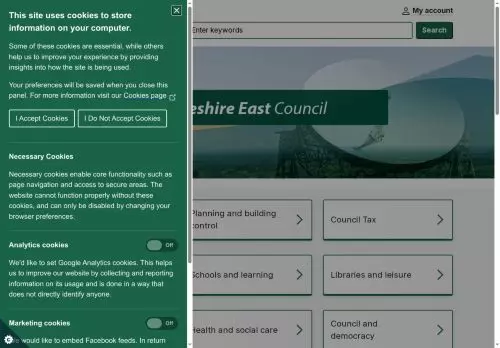 This site uses cookies to store
information on your computer.
Some of these cookies are essential, while others
help us to improve your experience by providing
insights into how the site is being used.
Your preferences will be saved when you close this
panel. For more information visit our Cookies page
I Accept Cookies
I Do Not Accept Cookies
Necessary Cookies
Necessary cookies enable core functionality such as
page navigation and access to secure areas. The
website cannot function properly without these
cookies, and can only be disabled by changing your
browser preferences.
Analytics cookies
Off
We'd like to set Google Analytics cookies. This helps
us to improve our website by collecting and reporting
information on its usage and is done in a way that
does not directly identify anyone.
Marketing cookies
Off
would like to embed Facebook feeds. In return
My account
Enter keywords
Search
eshire East Council
Planning and building
control
Council Tax
Schools and learning
Libraries and leisure
Health and social care
Council and
democracy